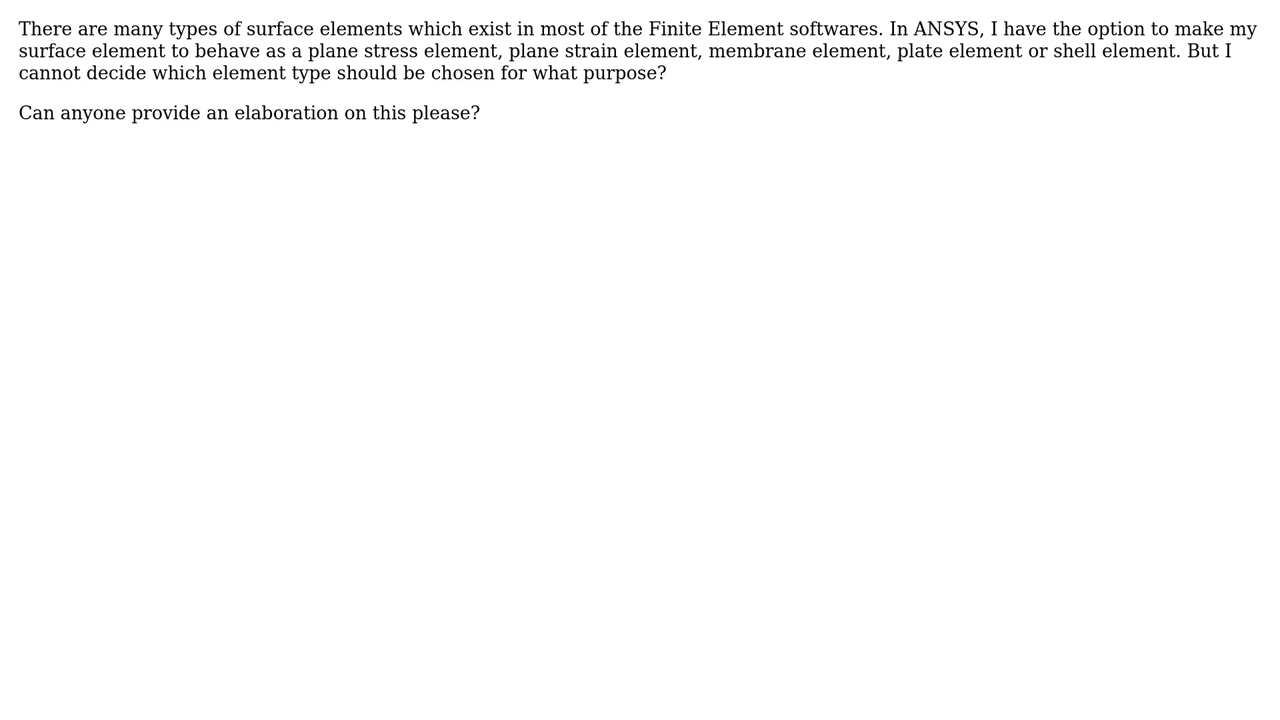 There are many types of surface elements which exist in most of the Finite Element softwares. In ANSYS, I have the option to make my
surface element to behave as a plane stress element, plane strain element, membrane element, plate element or shell element. But I
cannot decide which element type should be chosen for what purpose?
Can anyone provide an elaboration on this please?